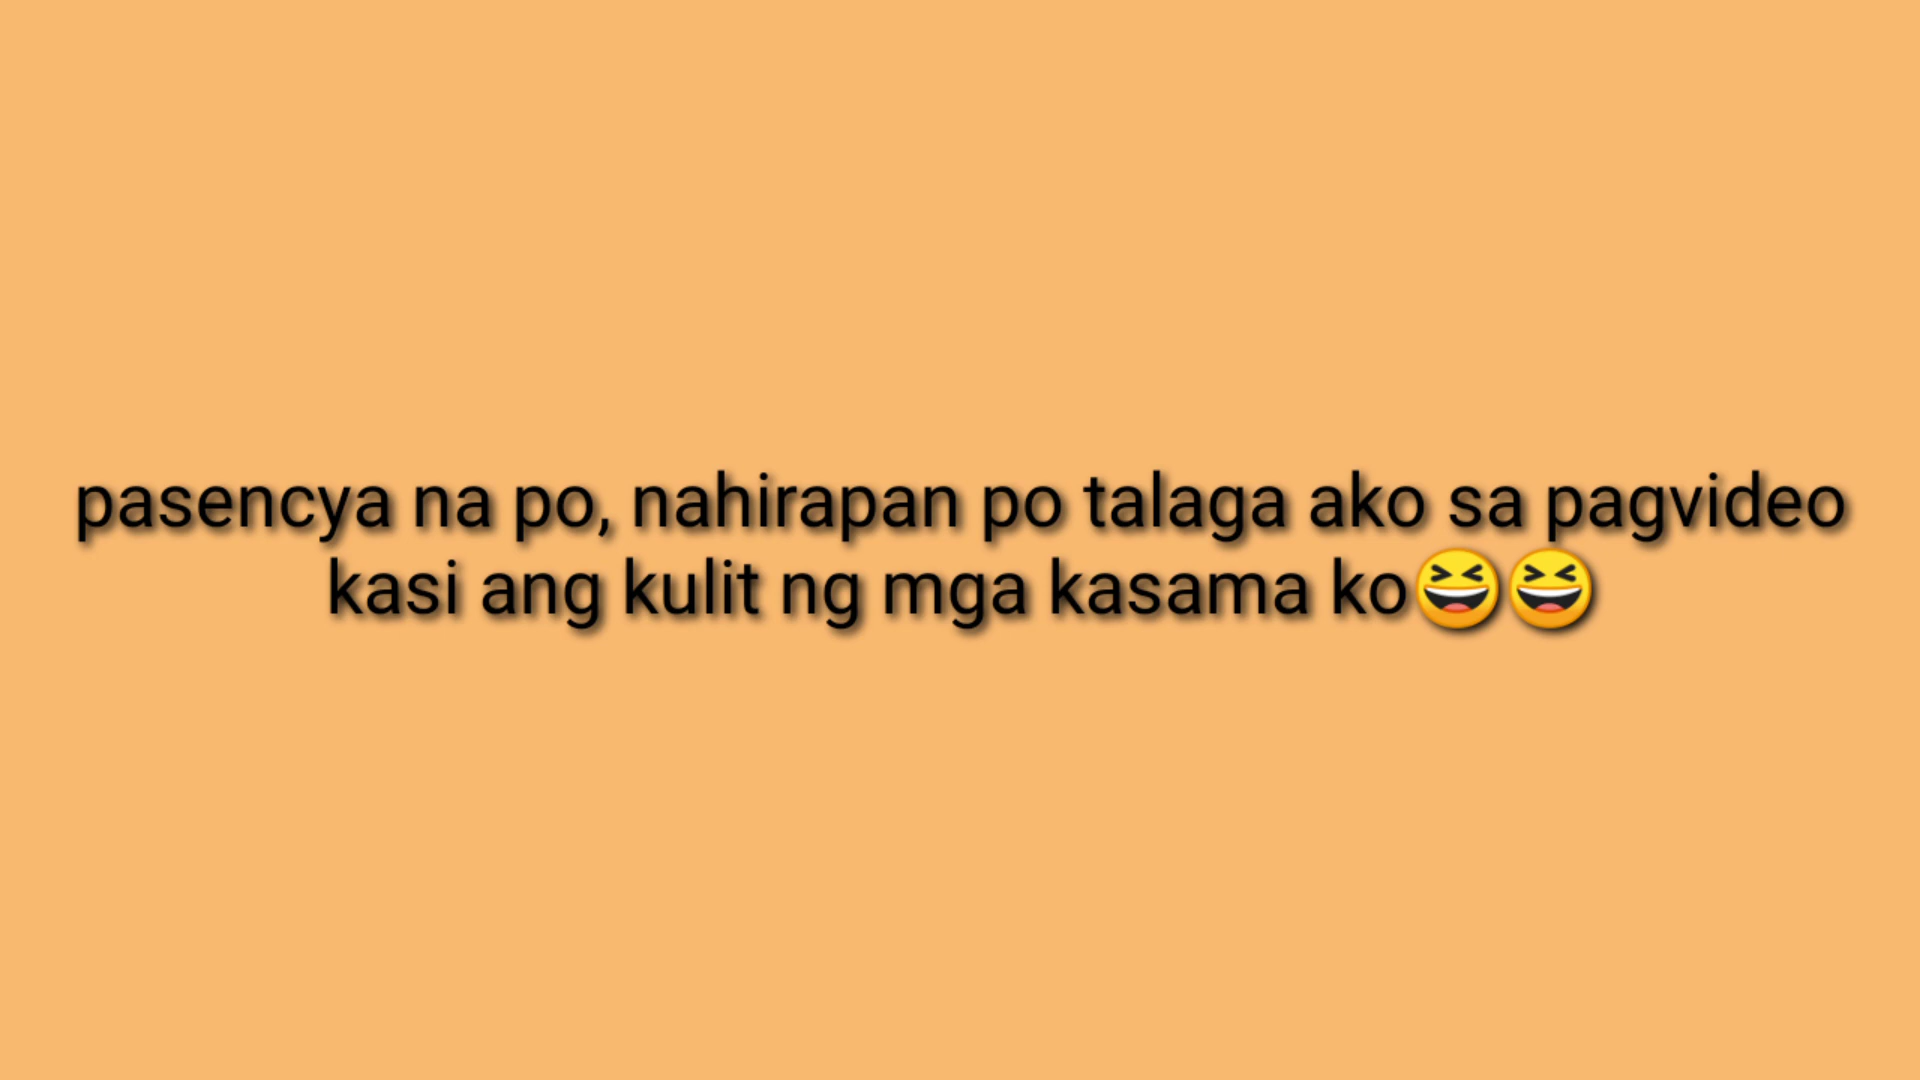 pasencya na po, nahirapan po talaga ako sa pagvideo
kasi ang kulit ng mga kasama ko😆😆